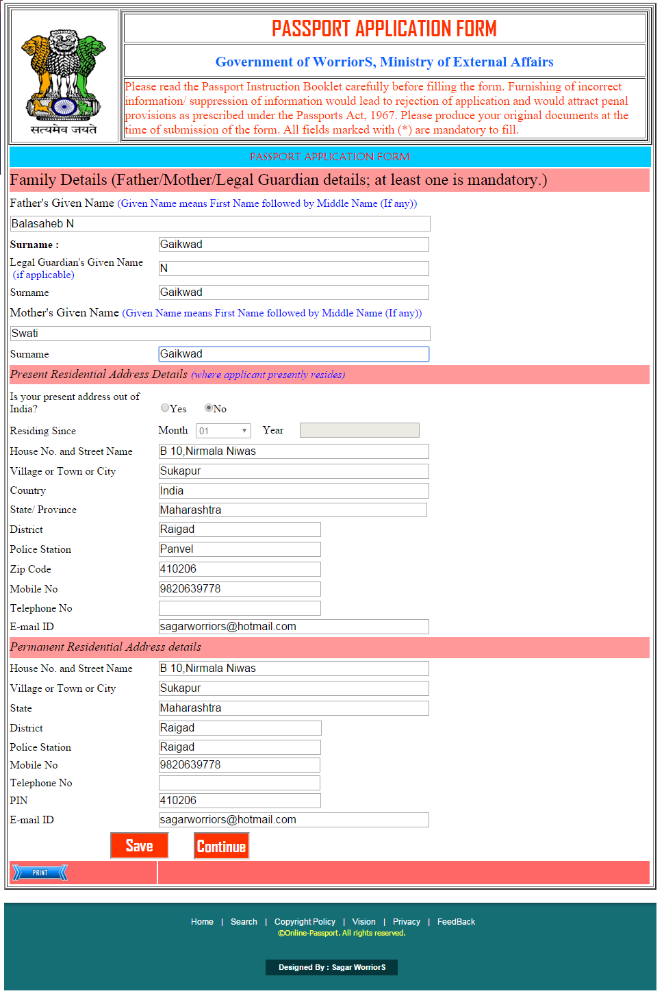 PASSPORT APPLICATION FORM
Government of WorriorS, Ministry of External Affairs
Please read the Passport Instruction Booklet carefully before filling the form. Furnishing of incorrect
information/ suppression of information would lead to rejection of application and would attract penal
provisions as prescribed under the Passports Act, 1967. Please produce your original documents at the
time of submission of the form. All fields marked with (*) are mandatory to fill.
सत्यमेव जयते
PASSPORT APPLICATION FORM
Family Details (Father/Mother/Legal Guardian details; at least one is mandatory.)
Father's Given Name (Given Name means First Name followed by Middle Name (If any))
Balasaheb N
Surname : Gaikwad
Legal Guardian's Given Name
(if applicable) N
Surname Gaikwad
Mother's Given Name (Given Name means First Name followed by Middle Name (If any))
Swati
Surname Gaikwad
Present Residential Address Details (where applicant presently resides)
Is your present address out of
India? Yes No
Residing Since Month 01 Year
House No. and Street Name B 10,Nirmala Niwas
Village or Town or City Sukapur
Country India
State/ Province Maharashtra
District Raigad
Police Station Panvel
Zip Code 410206
Mobile No 9820639778
Telephone No
E-mail ID sagarworriors@hotmail.com
Permanent Residential Address details
House No. and Street Name B 10,Nirmala Niwas
Village or Town or City Sukapur
State Maharashtra
District Raigad
Police Station Raigad
Mobile No 9820639778
Telephone No
PIN 410206
E-mail ID sagarworriors@hotmail.com
Save Continue
PRINT
Home | Search | Copyright Policy | Vision | Privacy | FeedBack
©Online-Passport. All rights reserved.
Designed By : Sagar WorriorS